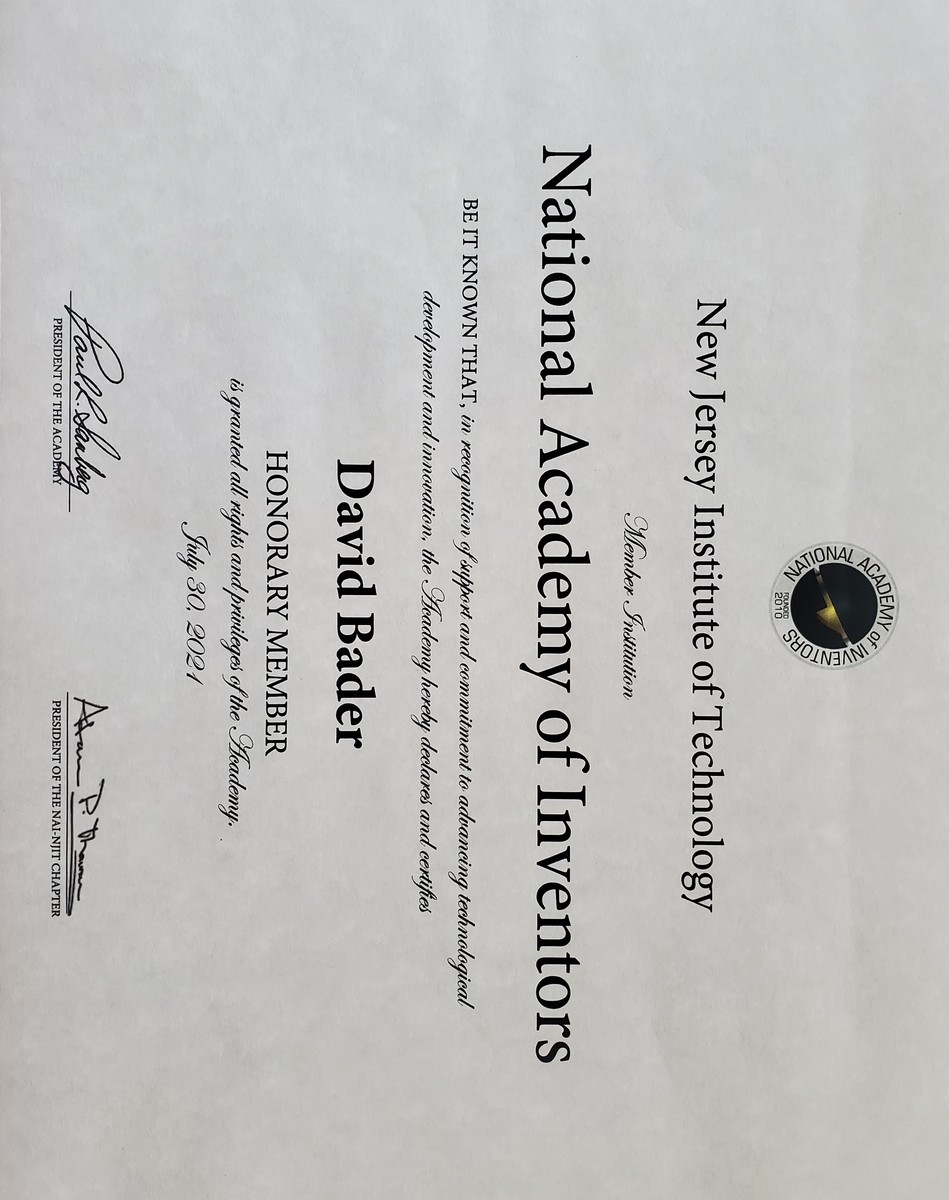 NATIONAL ACADEMY of INVENTORS
FOUNDED
2010
New Jersey Institute of Technology
Member Institution
National Academy of Inventors
BE IT KNOWN THAT, in recognition of support and commitment to advancing technological
development and innovation, the Academy hereby declares and certifies
David Bader
HONORARY MEMBER
is granted all rights and privileges of the Academy.
July 30, 2021
Paul R. Sanberg
PRESIDENT OF THE ACADEMY
PRESIDENT OF THE NAI-NJIT CHAPTER